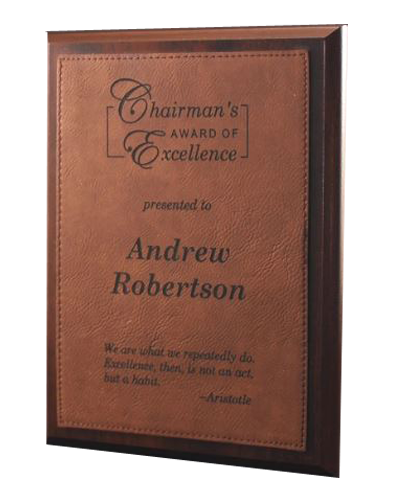 Chairman's
AWARD OF
Excellence
presented to
Andrew
Robertson
We are what we repeatedly do.
Excellence, then, is not an act,
but a habit.
–Aristotle